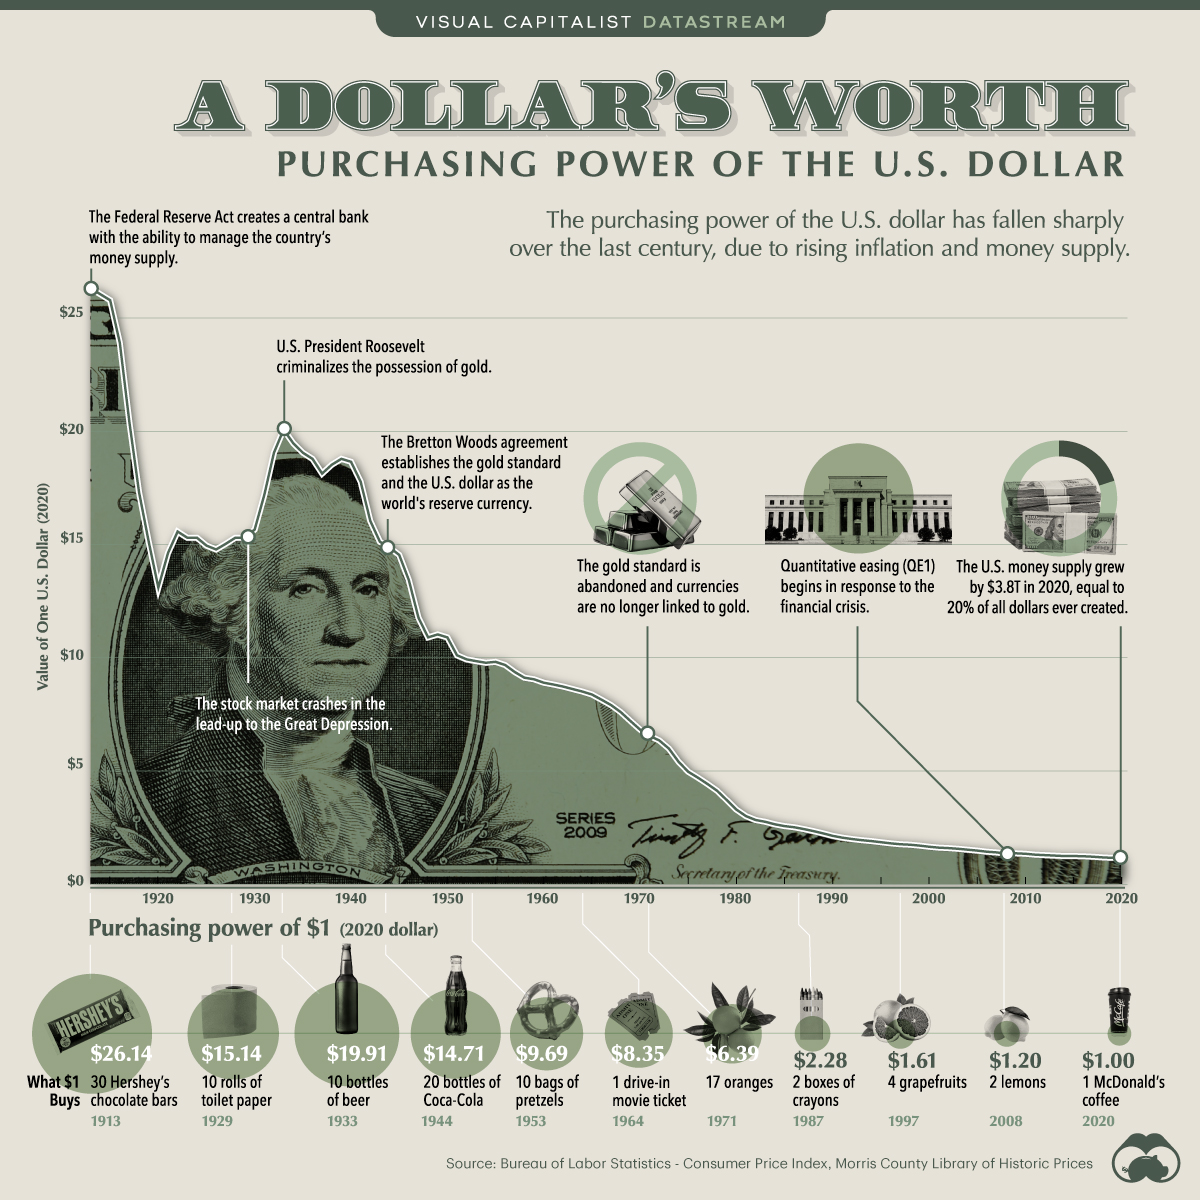 VISUAL CAPITALIST DATASTREAM
A DOLLAR'S WORTH
PURCHASING POWER OF THE U.S. DOLLAR
The purchasing power of the U.S. dollar has fallen sharply
over the last century, due to rising inflation and money supply.
The Federal Reserve Act creates a central bank
with the ability to manage the country's
money supply.
U.S. President Roosevelt
criminalizes the possession of gold.
The Bretton Woods agreement
establishes the gold standard
and the U.S. dollar as the
world's reserve currency.
The gold standard is
abandoned and currencies
are no longer linked to gold.
Quantitative easing (QE1)
begins in response to the
financial crisis.
The U.S. money supply grew
by $3.8T in 2020, equal to
20% of all dollars ever created.
The stock market crashes in the
lead-up to the Great Depression.
Value of One U.S. Dollar (2020)
$25
$20
$15
$10
$5
$0
SERIES
2009
WASHINGTON
Secretary of the Treasury.
1920 1930 1940 1950 1960 1970 1980 1990 2000 2010 2020
Purchasing power of $1 (2020 dollar)
HERSHEY'S
What $1
Buys
$26.14
30 Hershey's
chocolate bars
1913
$15.14
10 rolls of
toilet paper
1929
$19.91
10 bottles
of beer
1933
Coca-Cola
$14.71
20 bottles of
Coca-Cola
1944
$9.69
10 bags of
pretzels
1953
$8.35
1 drive-in
movie ticket
1964
$6.39
17 oranges
1971
$2.28
2 boxes of
crayons
1987
$1.61
4 grapefruits
1997
$1.20
2 lemons
2008
McCafé
$1.00
1 McDonald's
coffee
2020
Source: Bureau of Labor Statistics - Consumer Price Index, Morris County Library of Historic Prices